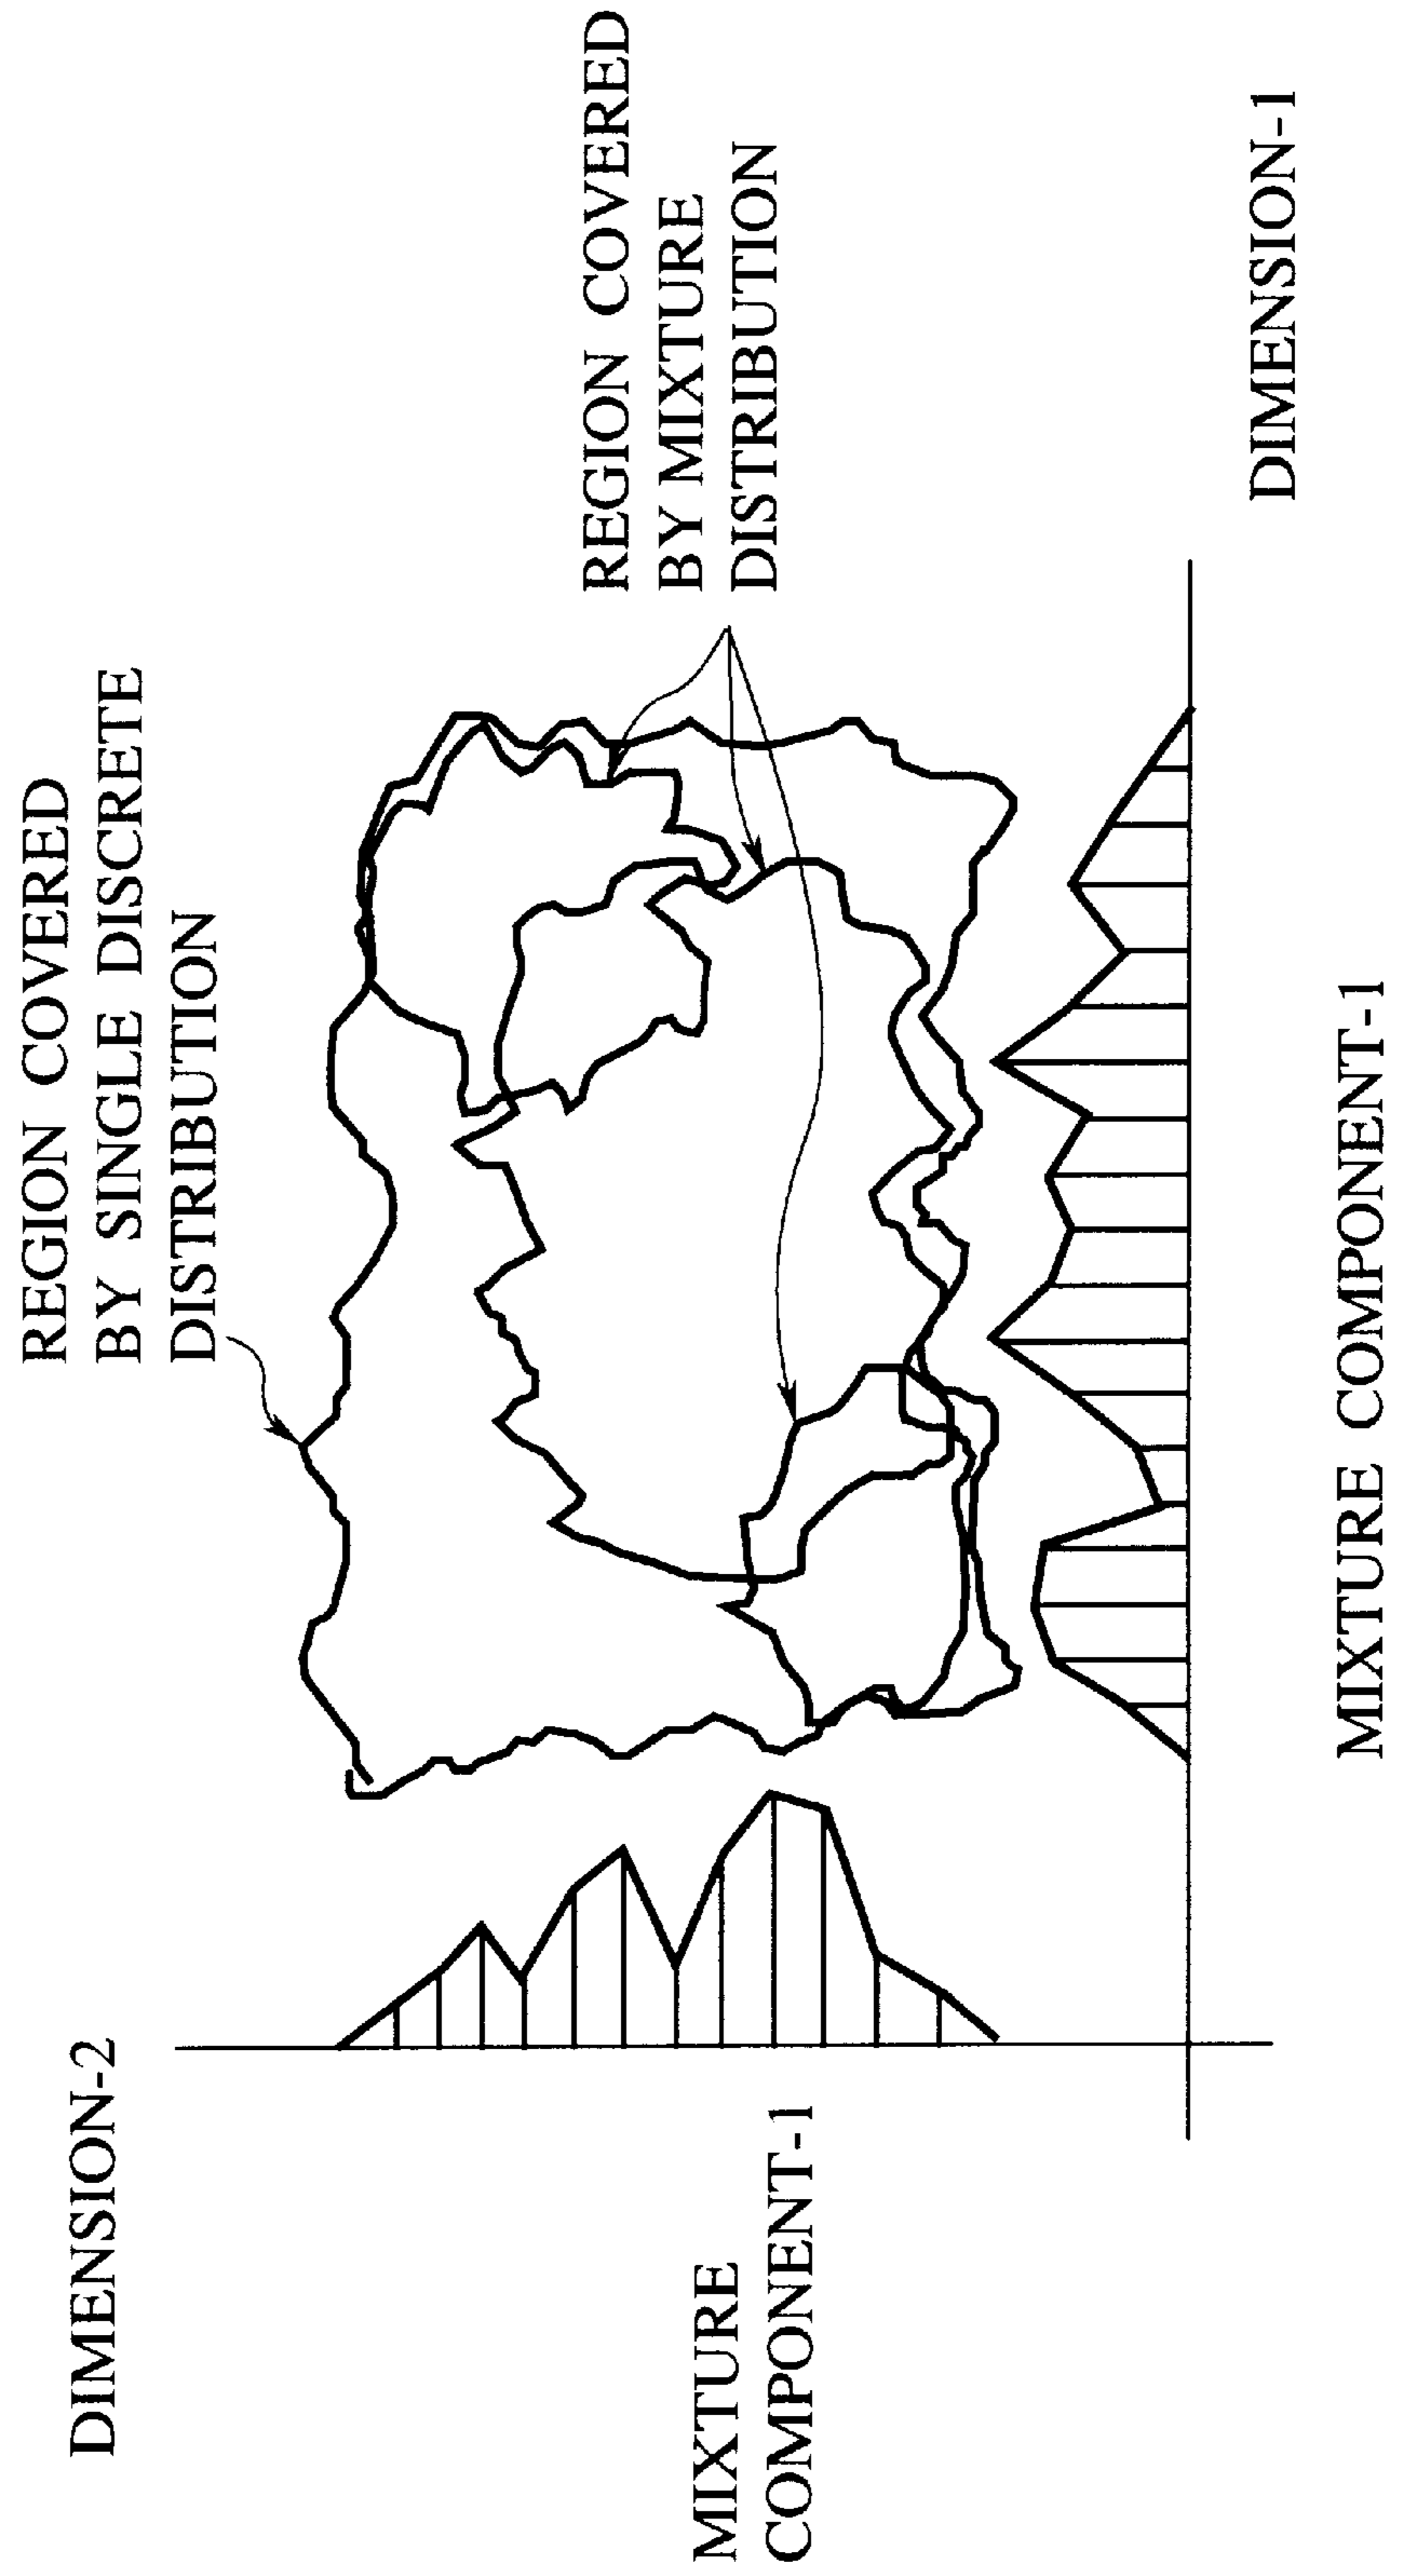 DIMENSION-2
REGION COVERED
BY SINGLE DISCRETE
DISTRIBUTION
REGION COVERED
BY MIXTURE
DISTRIBUTION
MIXTURE
COMPONENT-1
DIMENSION-1
MIXTURE COMPONENT-1